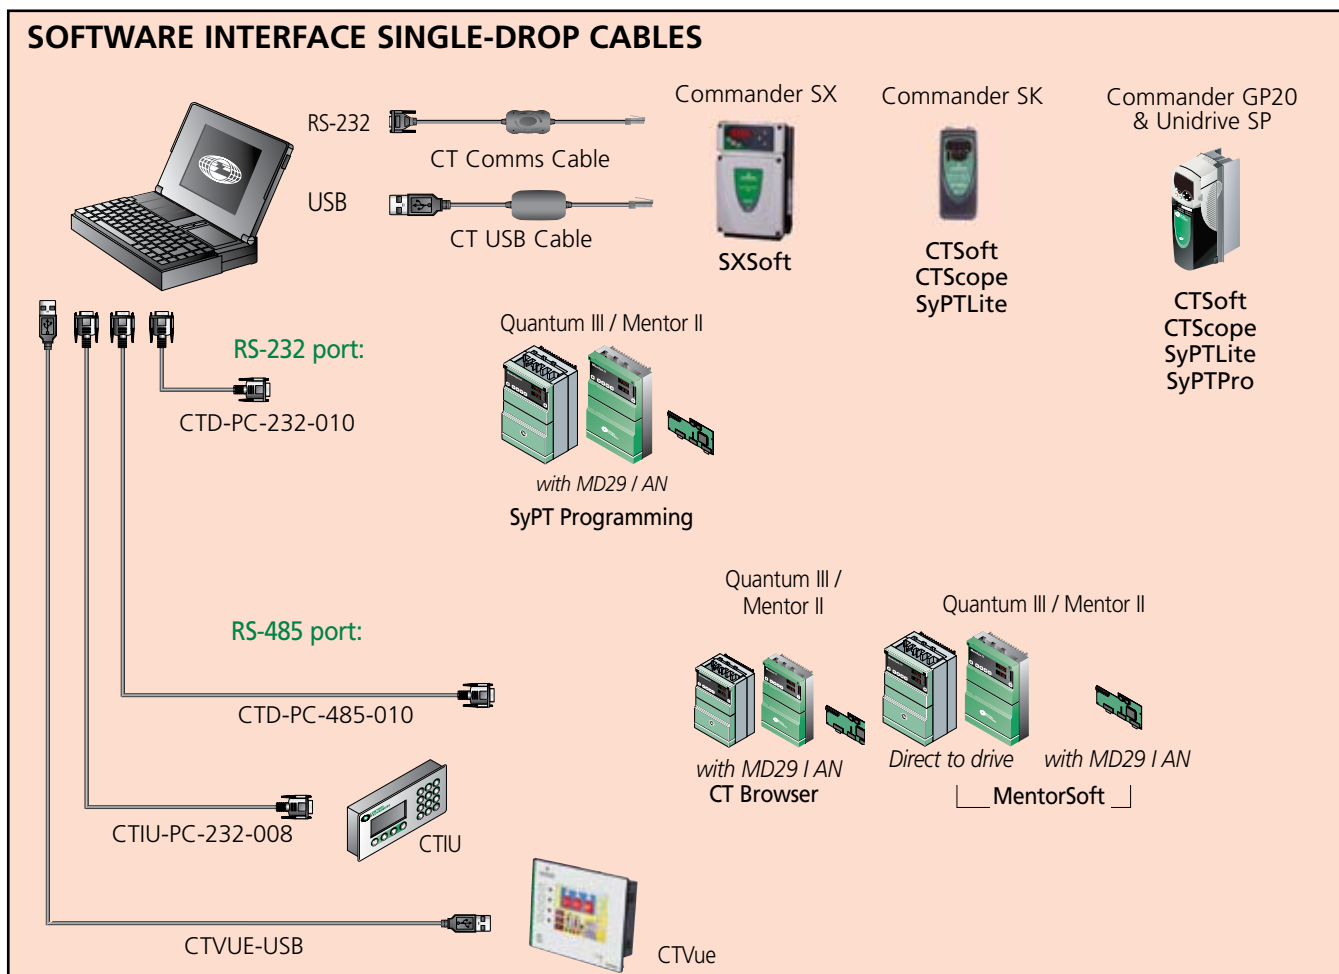 SOFTWARE INTERFACE SINGLE-DROP CABLES
RS-232
CT Comms Cable
USB
CT USB Cable
Commander SX
SXSoft
Commander SK
CTSoft
CTScope
SyPTLite
Commander GP20
& Unidrive SP
CTSoft
CTScope
SyPTLite
SyPTPro
RS-232 port:
CTD-PC-232-010
Quantum III / Mentor II
with MD29 / AN
SyPT Programming
RS-485 port:
CTD-PC-485-010
Quantum III /
Mentor II
with MD29 / AN
CT Browser
Quantum III / Mentor II
Direct to drive
with MD29 / AN
MentorSoft
CTIU-PC-232-008
CTIU
CTVUE-USB
CTVue